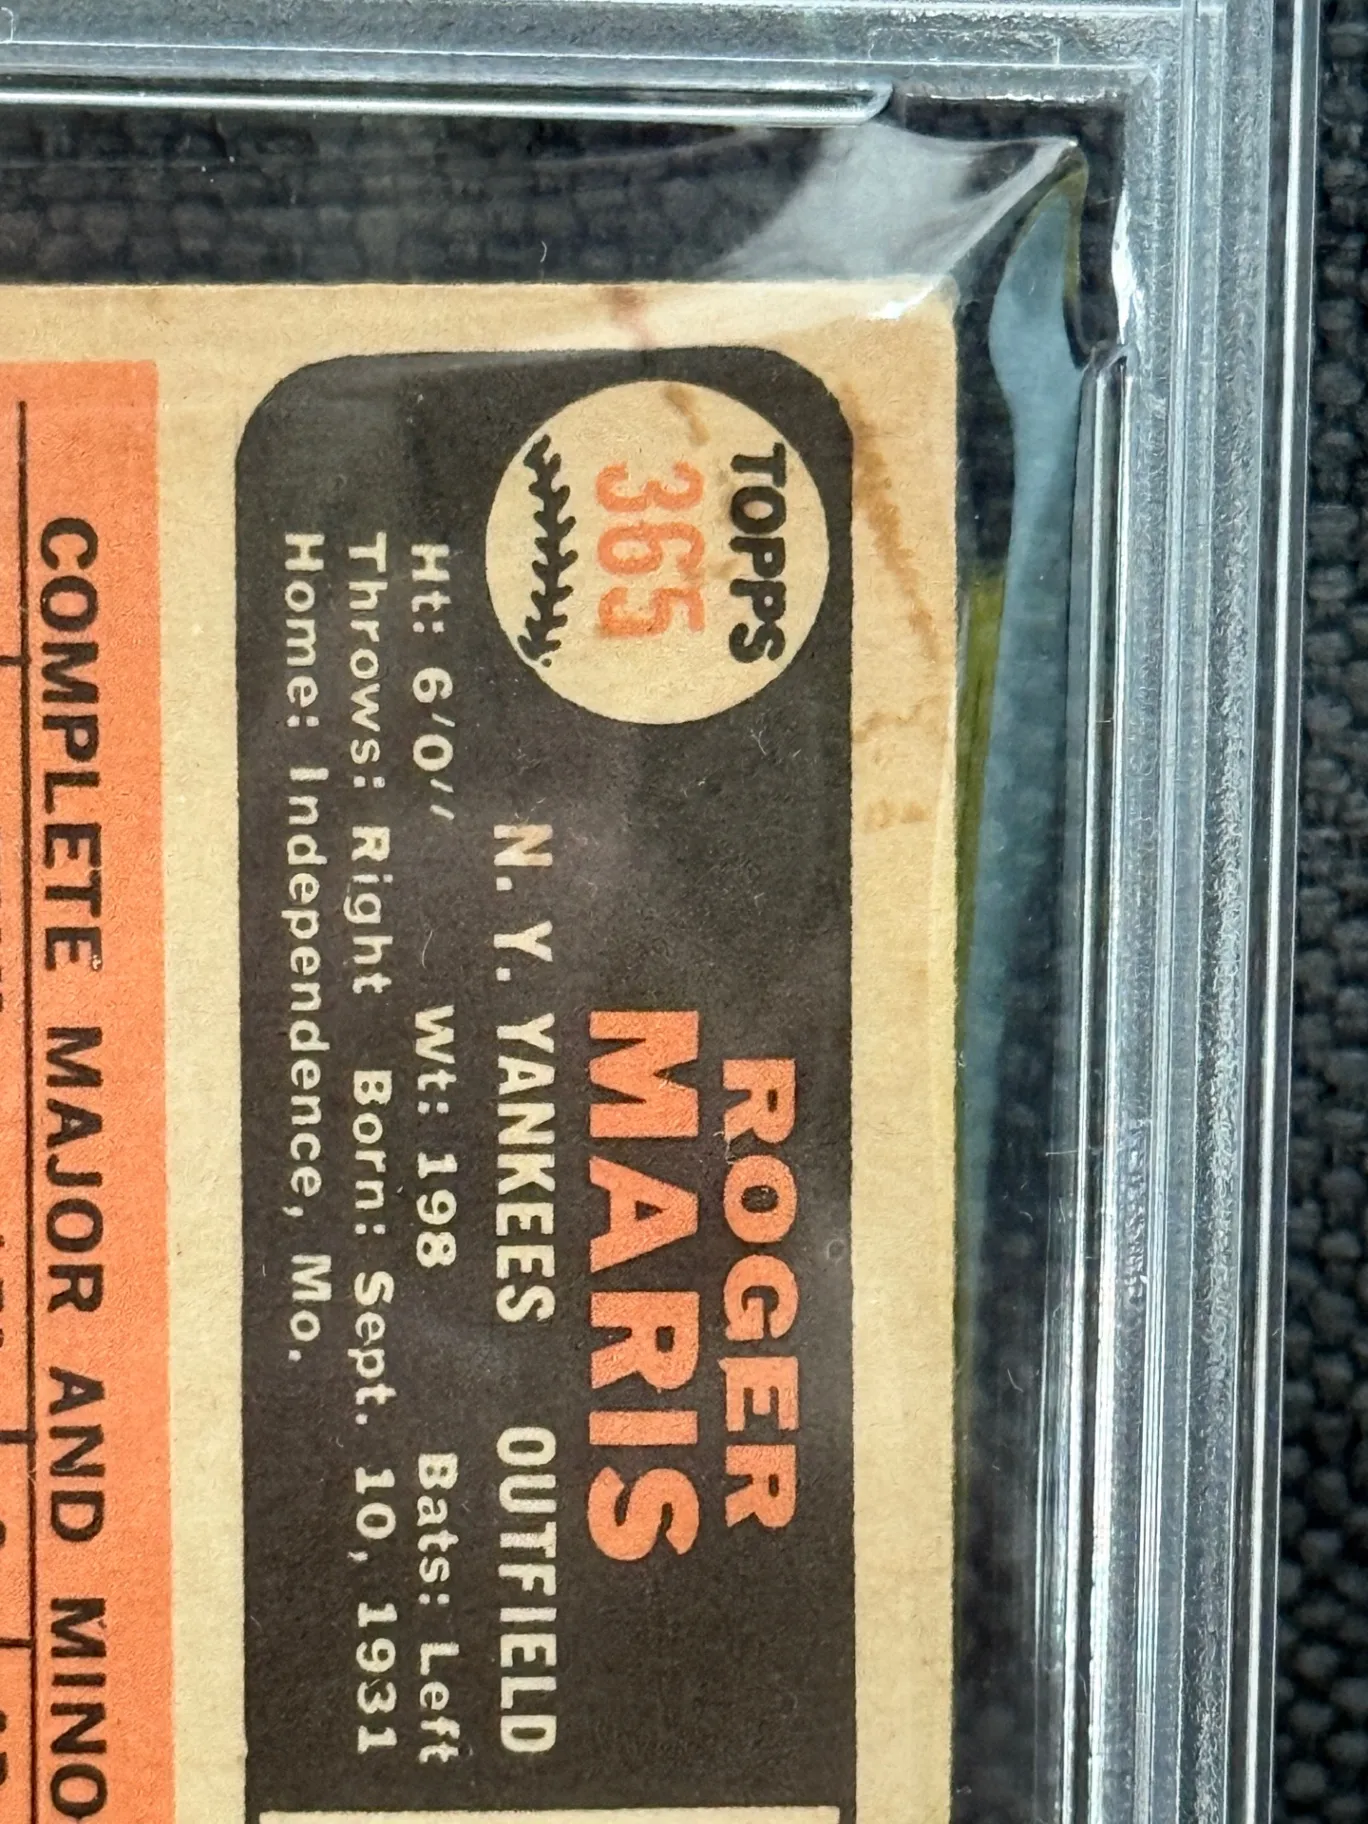 TOPPS
365
ROGER
MARIS
N. Y. YANKEES OUTFIELD
Ht: 6'0'' Wt: 198 Bats: Left
Throws: Right Born: Sept. 10, 1931
Home: Independence, Mo.
COMPLETE MAJOR AND MINO